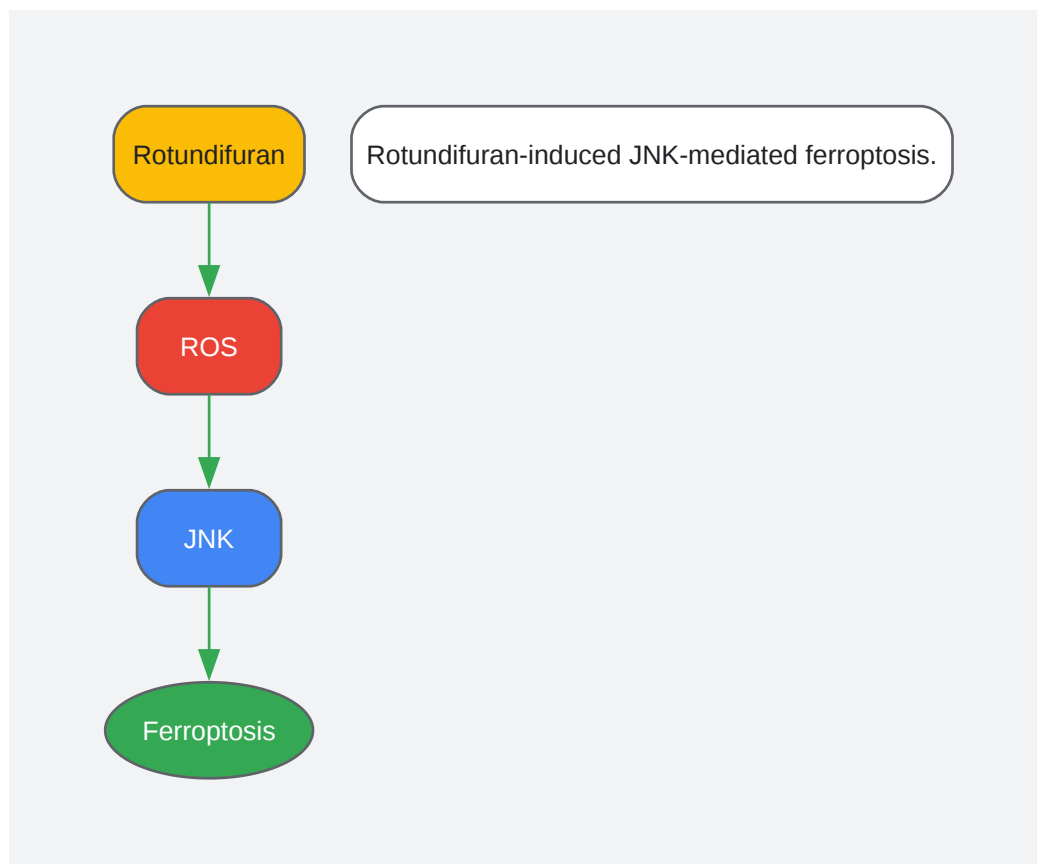 Rotundifuran
Rotundifuran-induced JNK-mediated ferroptosis.
ROS
JNK
Ferroptosis